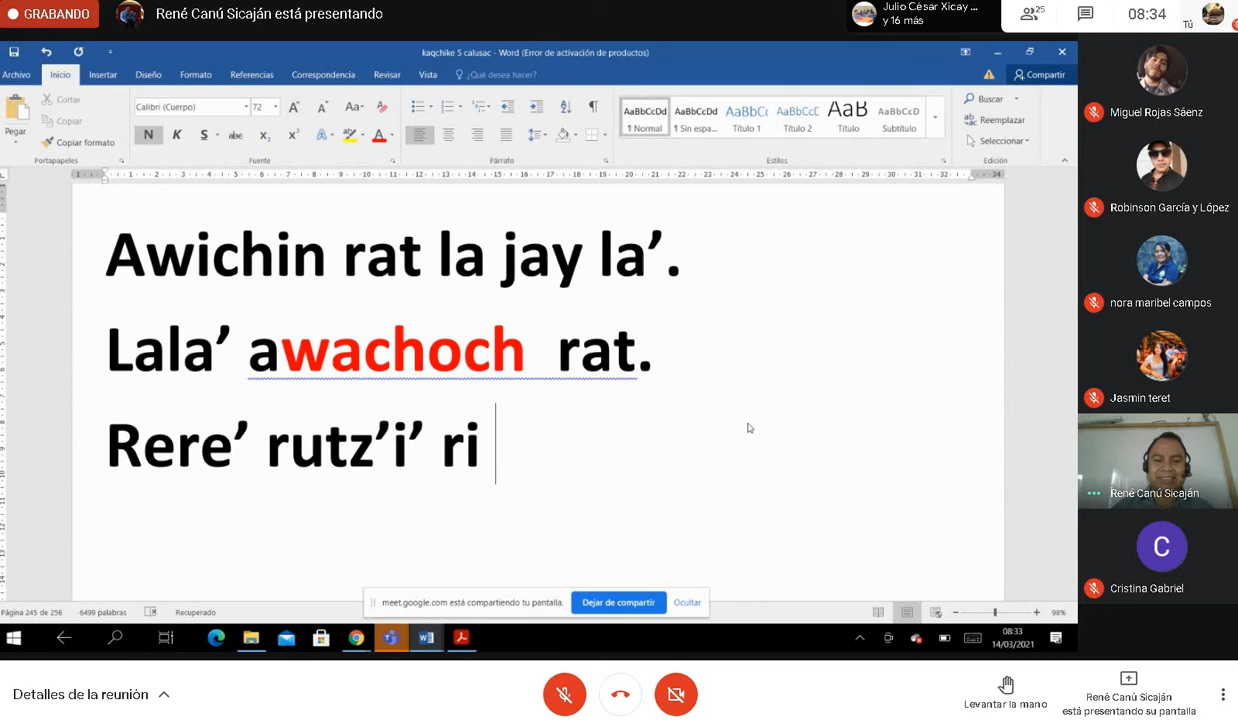 GRABANDO René Canú Sicaján está presentando Julio César Xicay ... y 16 más 25 08:34 Tú
kaqchike 5 calusac - Word (Error de activación de productos)
Archivo Inicio Insertar Diseño Formato Referencias Correspondencia Revisar Vista ¿Qué desea hacer? Compartir
Pegar Cortar Copiar Copiar formato
Calibri (Cuerpo) 72
N K S abc x₂ x²
AaBbCcDd ¶ Normal AaBbCcDd ¶ Sin espa... AaBbCc Título 1 AaBbCcC Título 2 AaB Título AaBbCcC Subtítulo
Buscar Reemplazar Seleccionar
Portapapeles Fuente Párrafo Estilos Edición
Awichin rat la jay la’.
Lala’ awachoch rat.
Rere’ rutz’i’ ri
Miguel Rojas Sáenz
Robinson García y López
nora maribel campos
Jasmin teret
René Canú Sicaján
C
Cristina Gabriel
meet.google.com está compartiendo tu pantalla. Dejar de compartir Ocultar
Página 245 de 256 6499 palabras Recuperado 98%
08:33
14/03/2021
Detalles de la reunión
Levantar la mano
René Canú Sicaján
está presentando su pantalla